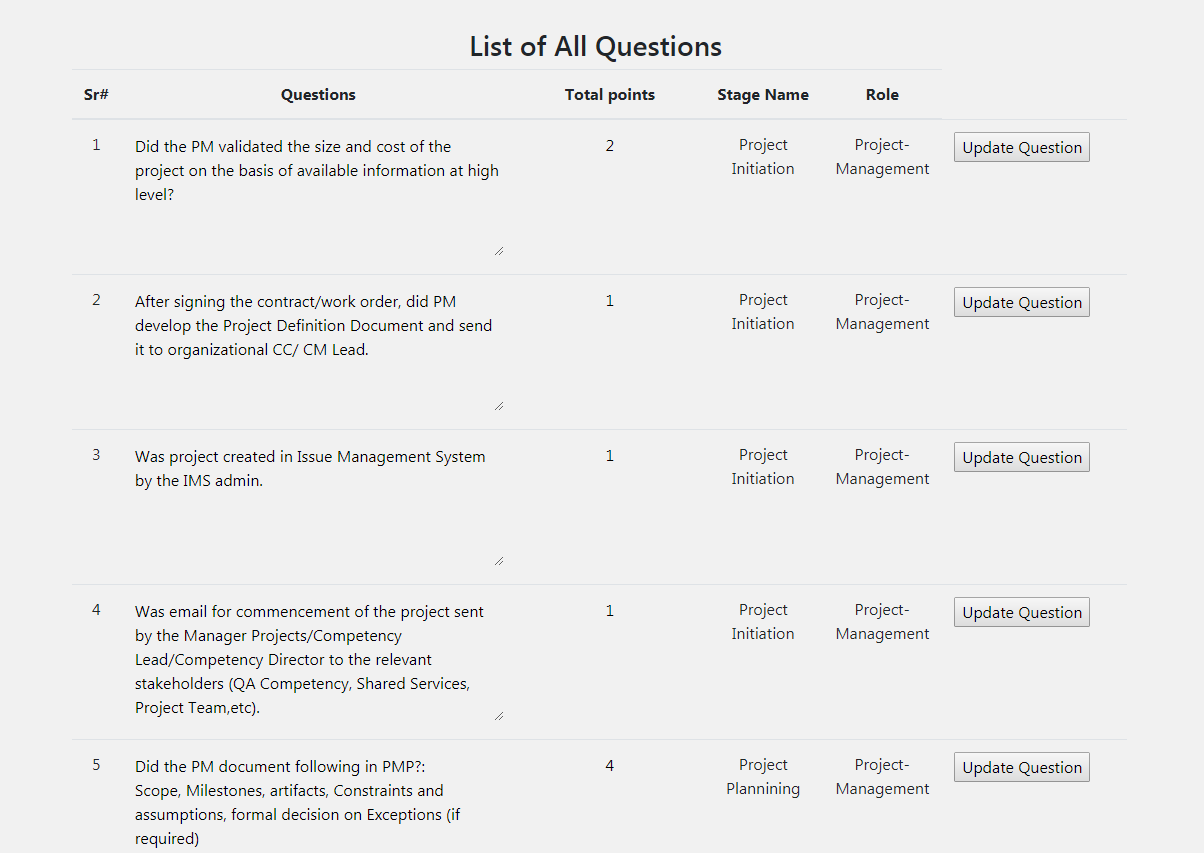 List of All Questions
Sr# Questions Total points Stage Name Role
1 Did the PM validated the size and cost of the 2 Project Project- Update Question
project on the basis of available information at high Initiation Management
level?
2 After signing the contract/work order, did PM 1 Project Project- Update Question
develop the Project Definition Document and send Initiation Management
it to organizational CC/ CM Lead.
3 Was project created in Issue Management System 1 Project Project- Update Question
by the IMS admin. Initiation Management
4 Was email for commencement of the project sent 1 Project Project- Update Question
by the Manager Projects/Competency Initiation Management
Lead/Competency Director to the relevant
stakeholders (QA Competency, Shared Services,
Project Team,etc).
5 Did the PM document following in PMP?: 4 Project Project- Update Question
Scope, Milestones, artifacts, Constraints and Plannining Management
assumptions, formal decision on Exceptions (if
required)